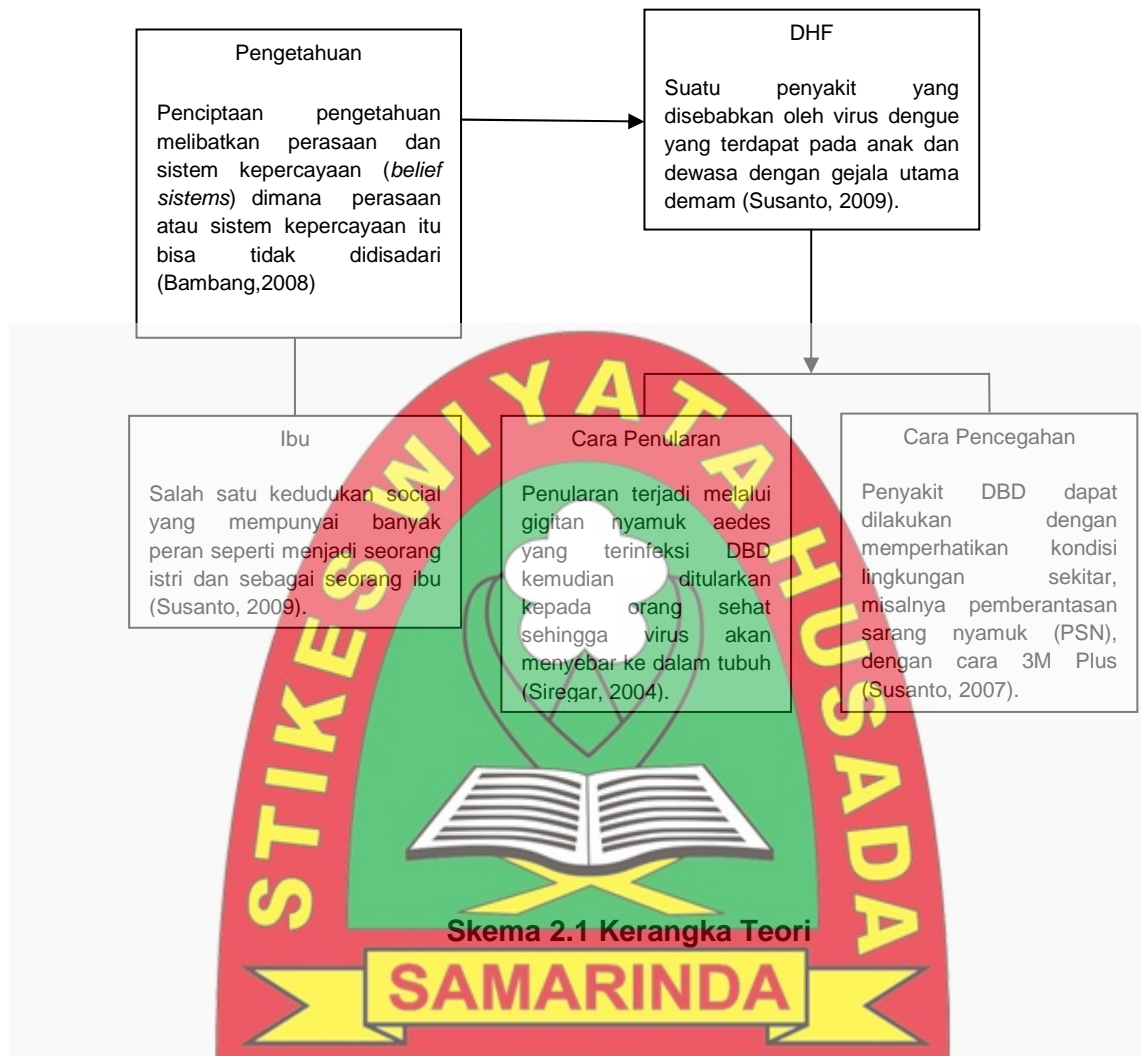 Pengetahuan
Penciptaan pengetahuan
melibatkan perasaan dan
sistem kepercayaan (belief
sistems) dimana perasaan
atau sistem kepercayaan itu
bisa tidak didisadari
(Bambang,2008)
DHF
Suatu penyakit yang
disebabkan oleh virus dengue
yang terdapat pada anak dan
dewasa dengan gejala utama
demam (Susanto, 2009).
Ibu
Salah satu kedudukan social
yang mempunyai banyak
peran seperti menjadi seorang
istri dan sebagai seorang ibu
(Susanto, 2009).
Cara Penularan
Penularan terjadi melalui
gigitan nyamuk aedes
yang terinfeksi DBD
kemudian ditularkan
kepada orang sehat
sehingga virus akan
menyebar ke dalam tubuh
(Siregar, 2004).
Cara Pencegahan
Penyakit DBD dapat
dilakukan dengan
memperhatikan kondisi
lingkungan sekitar,
misalnya pemberantasan
sarang nyamuk (PSN),
dengan cara 3M Plus
(Susanto, 2007).
STIKES WIYATA HUSADA
Skema 2.1 Kerangka Teori
SAMARINDA